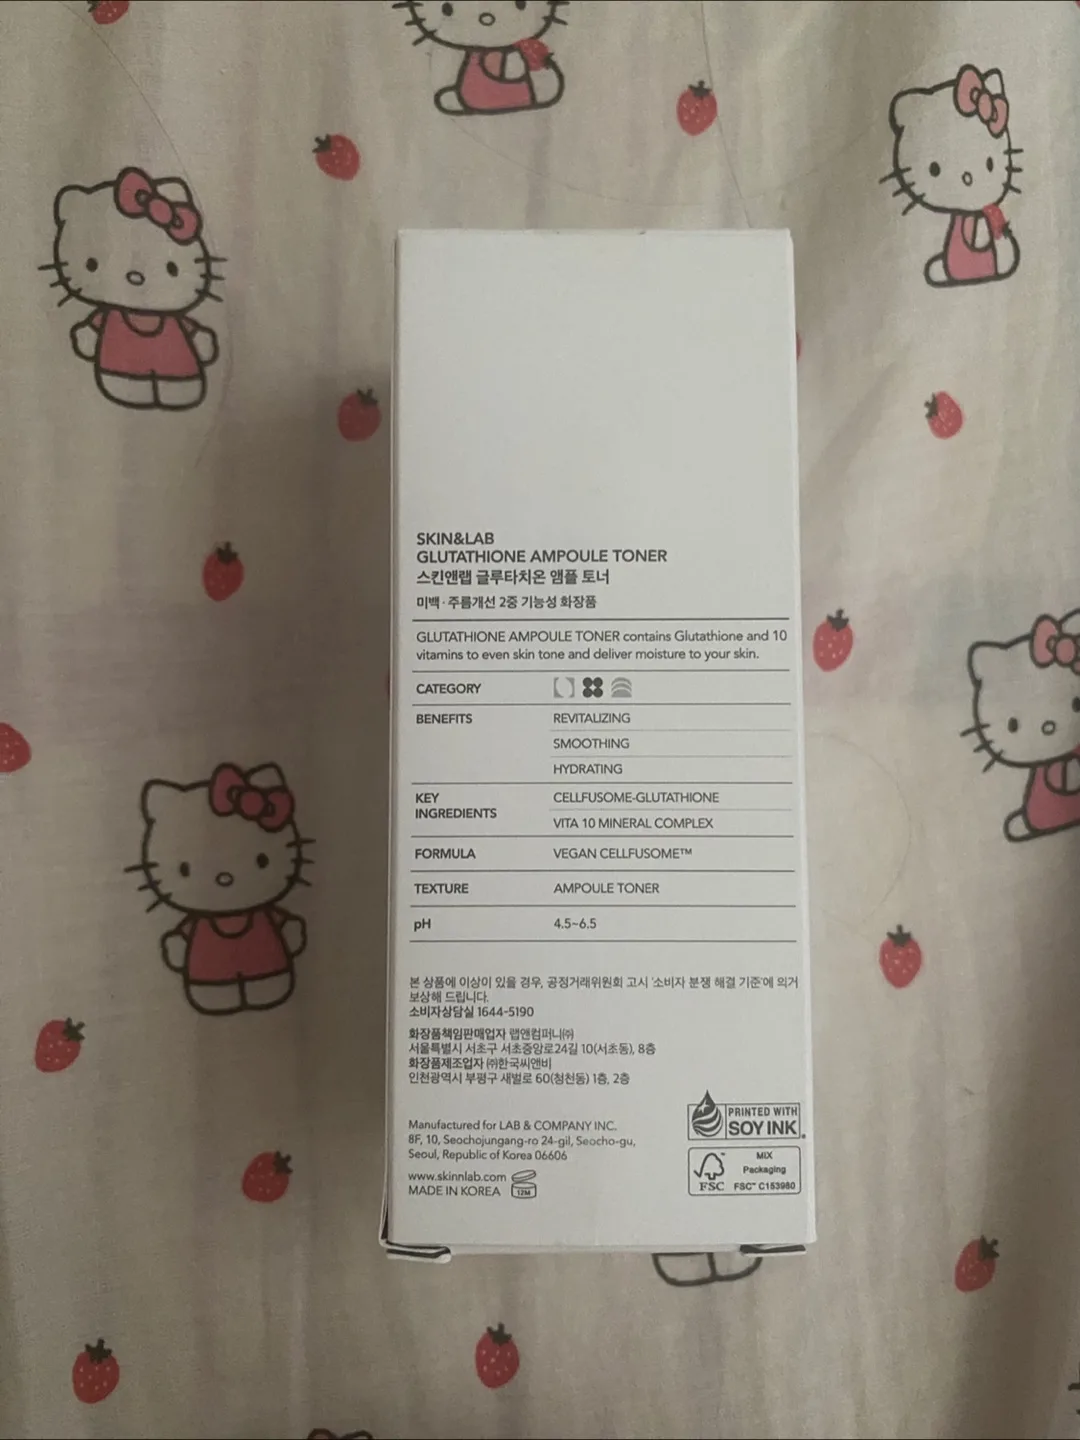 SKIN&LAB
GLUTATHIONE AMPOULE TONER
스킨앤랩 글루타치온 앰플 토너
미백 · 주름개선 2중 기능성 화장품
GLUTATHIONE AMPOULE TONER contains Glutathione and 10
vitamins to even skin tone and deliver moisture to your skin.
CATEGORY
BENEFITS REVITALIZING
SMOOTHING
HYDRATING
KEY INGREDIENTS CELLFUSOME-GLUTATHIONE
VITA 10 MINERAL COMPLEX
FORMULA VEGAN CELLFUSOME™
TEXTURE AMPOULE TONER
pH 4.5~6.5
본 상품에 이상이 있을 경우, 공정거래위원회 고시 '소비자 분쟁 해결 기준'에 의거
보상해 드립니다.
소비자상담실 1644-5190
화장품책임판매업자 랩앤컴퍼니㈜
서울특별시 서초구 서초중앙로24길 10(서초동), 8층
화장품제조업자 ㈜한국씨앤비
인천광역시 부평구 새벌로 60(청천동) 1층, 2층
Manufactured for LAB & COMPANY INC.
8F, 10, Seochojungang-ro 24-gil, Seocho-gu,
Seoul, Republic of Korea 06606
www.skinnlab.com
MADE IN KOREA 12M
PRINTED WITH
SOY INK
FSC
MIX
Packaging
FSC™ C153980